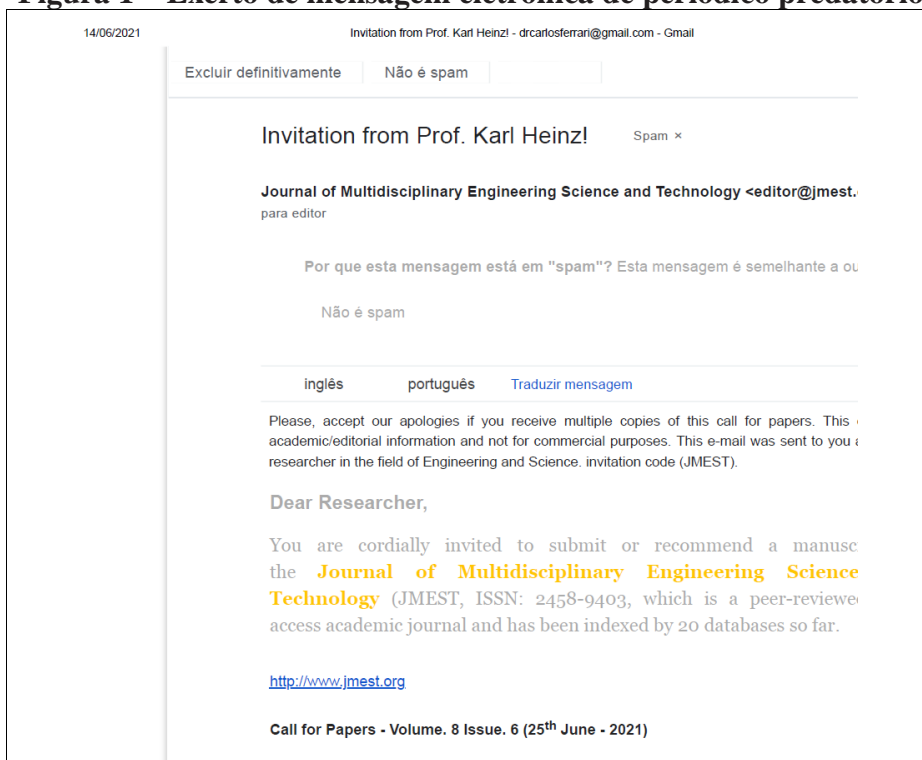 Figura 1 – Exerto de mensagem eletrônica de periódico predatório
14/06/2021 Invitation from Prof. Karl Heinz! - drcarlosferrari@gmail.com - Gmail
Excluir definitivamente Não é spam
Invitation from Prof. Karl Heinz! Spam ×
Journal of Multidisciplinary Engineering Science and Technology <editor@jmest.
para editor
Por que esta mensagem está em "spam"? Esta mensagem é semelhante a ou
Não é spam
inglês português Traduzir mensagem
Please, accept our apologies if you receive multiple copies of this call for papers. This
academic/editorial information and not for commercial purposes. This e-mail was sent to you a
researcher in the field of Engineering and Science. invitation code (JMEST).
Dear Researcher,
You are cordially invited to submit or recommend a manusc
the Journal of Multidisciplinary Engineering Science
Technology (JMEST, ISSN: 2458-9403, which is a peer-reviewe
access academic journal and has been indexed by 20 databases so far.
http://www.jmest.org
Call for Papers - Volume. 8 Issue. 6 (25th June - 2021)